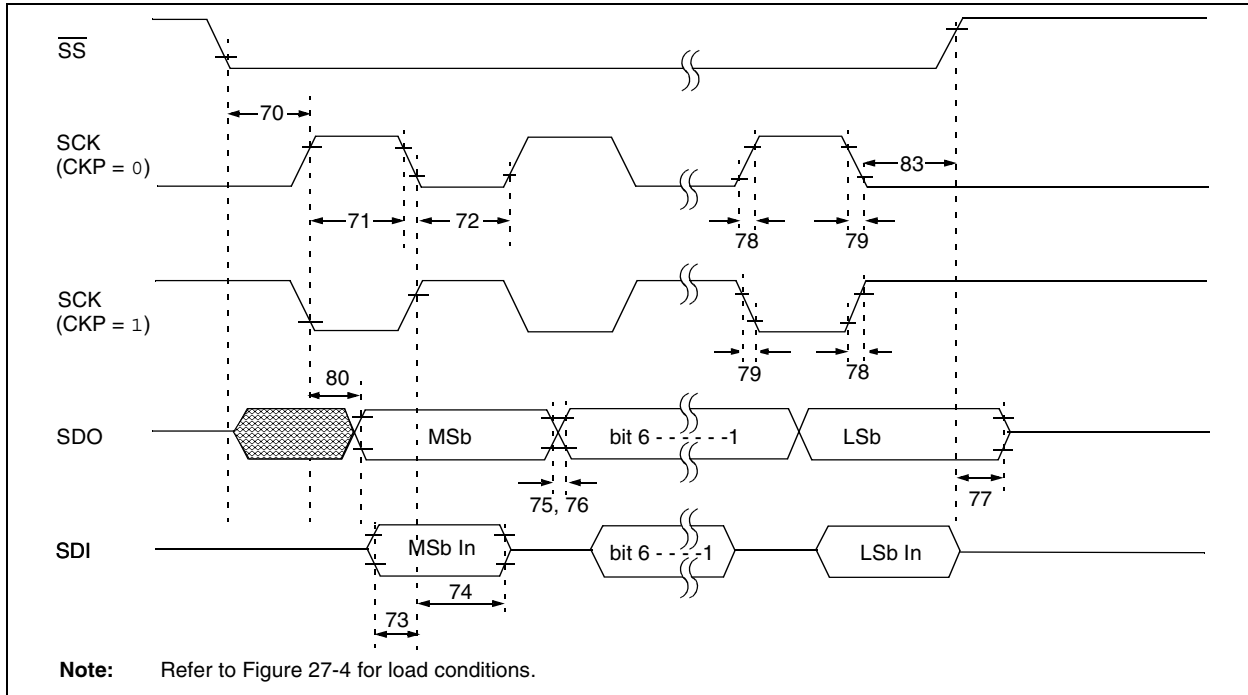 SS
70
SCK
(CKP = 0)
83
71
72
78
79
SCK
(CKP = 1)
79
78
80
SDO
MSb
bit 6 - - - - - -1
LSb
75, 76
77
SDI
MSb In
bit 6 - - - -1
LSb In
74
73
Note: Refer to Figure 27-4 for load conditions.